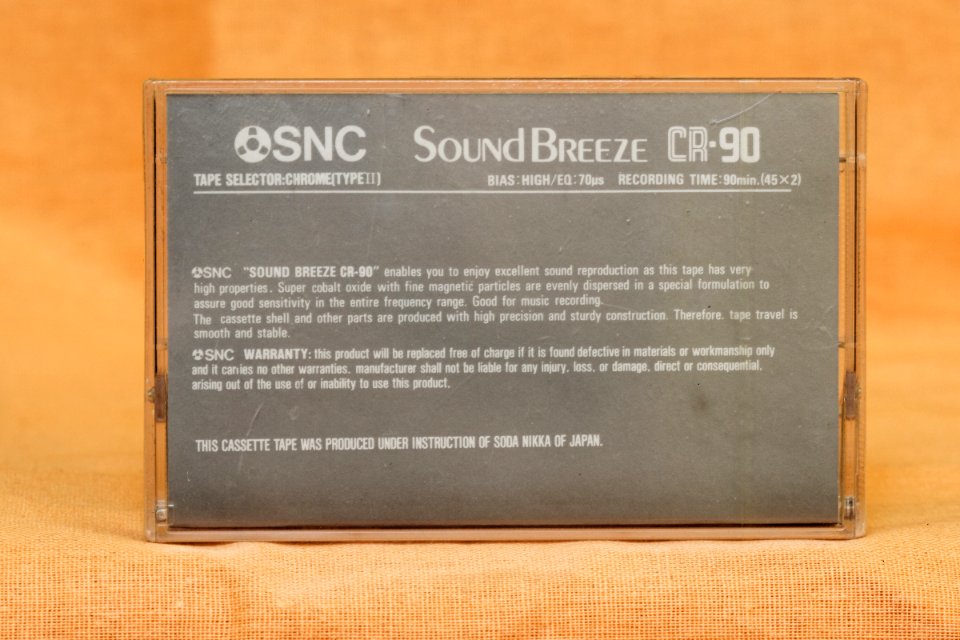 SNC SOUND BREEZE CR-90
TAPE SELECTOR:CHROME(TYPEII) BIAS:HIGH/EQ:70μs RECORDING TIME:90min.(45×2)
SNC "SOUND BREEZE CR-90" enables you to enjoy excellent sound reproduction as this tape has very
high properties. Super cobalt oxide with fine magnetic particles are evenly dispersed in a special formulation to
assure good sensitivity in the entire frequency range. Good for music recording.
The cassette shell and other parts are produced with high precision and sturdy construction. Therefore. tape travel is
smooth and stable.
SNC WARRANTY: this product will be replaced free of charge if it is found defective in materials or workmanship only
and it carries no other warranties. manufacturer shall not be liable for any injury. loss. or damage, direct or consequential.
arising out of the use of or inability to use this product.
THIS CASSETTE TAPE WAS PRODUCED UNDER INSTRUCTION OF SODA NIKKA OF JAPAN.